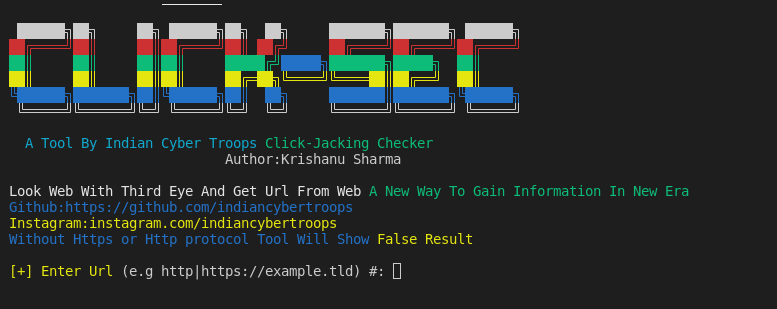 CLICK-SEC
A Tool By Indian Cyber Troops Click-Jacking Checker
Author:Krishanu Sharma
Look Web With Third Eye And Get Url From Web A New Way To Gain Information In New Era
Github:https://github.com/indiancybertroops
Instagram:instagram.com/indiancybertroops
Without Https or Http protocol Tool Will Show False Result
[+] Enter Url (e.g http|https://example.tld) #: